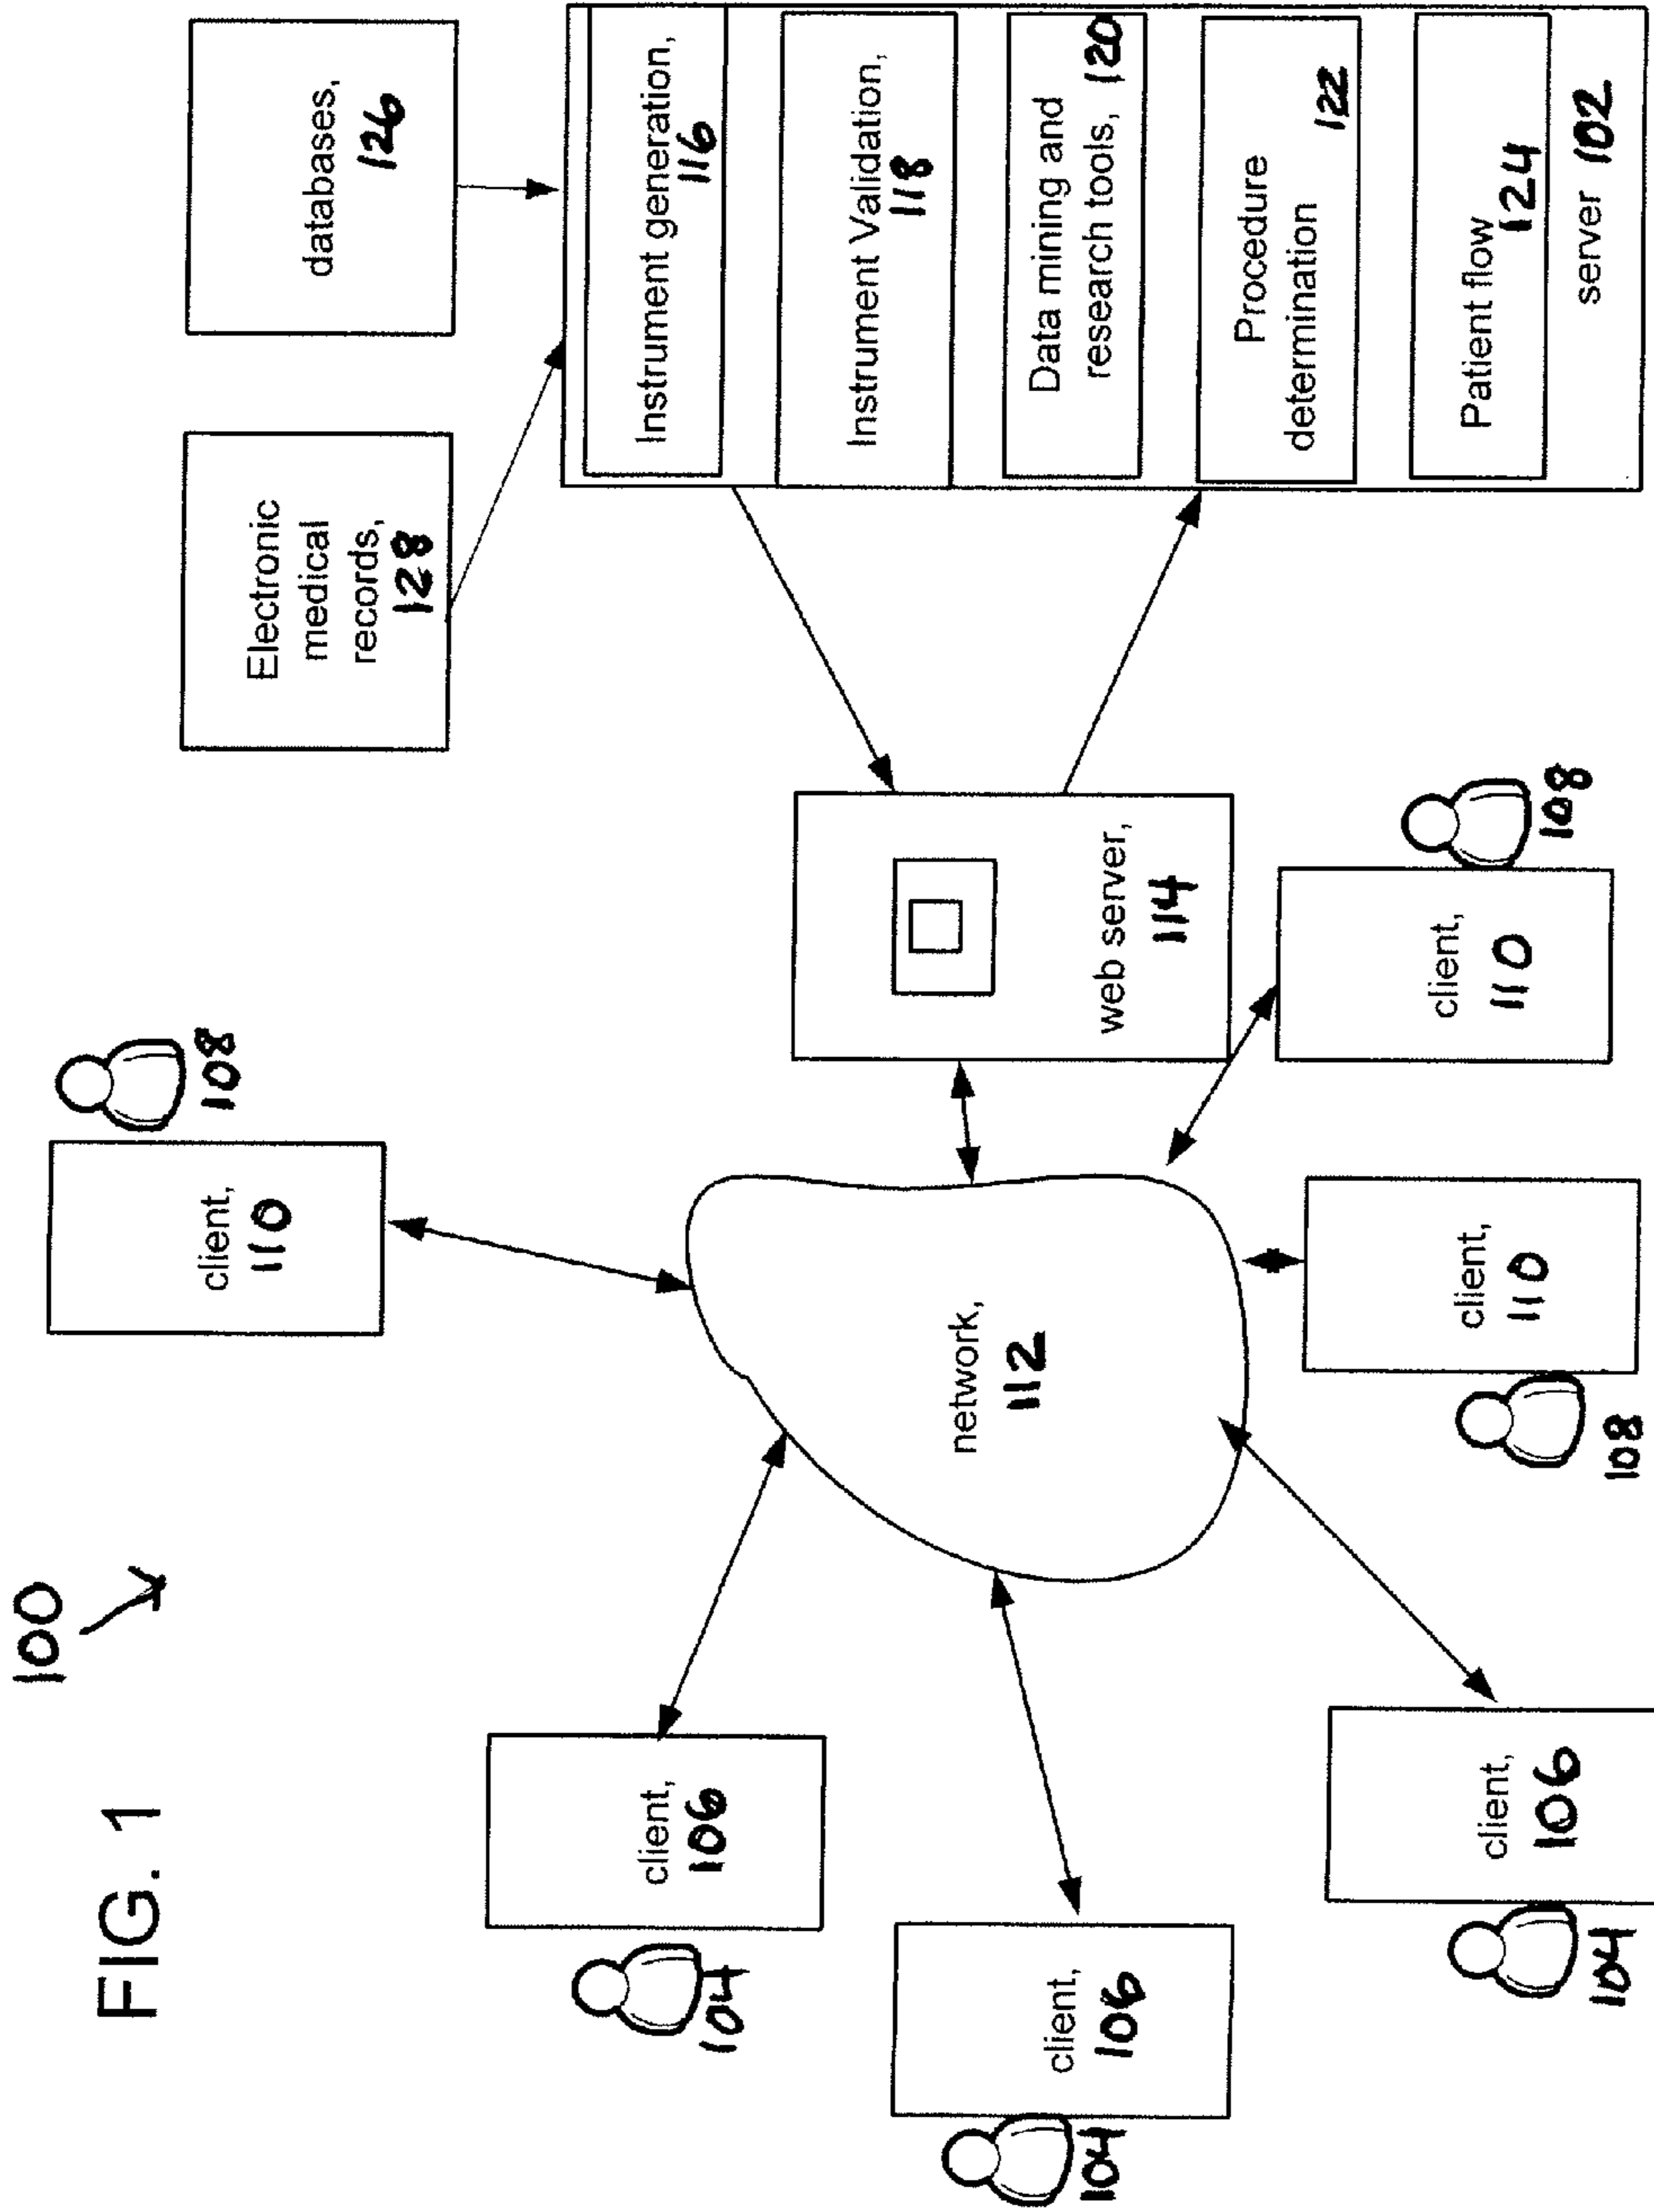 FIG. 1
100
client,
110
108
Electronic
medical
records,
128
databases,
126
client,
106
104
network,
112
web server,
114
client,
106
104
client,
106
104
client,
110
108
client,
110
108
Instrument generation,
116
Instrument Validation,
118
Data mining and
research tools, 120
Procedure
determination
122
Patient flow
124
server 102